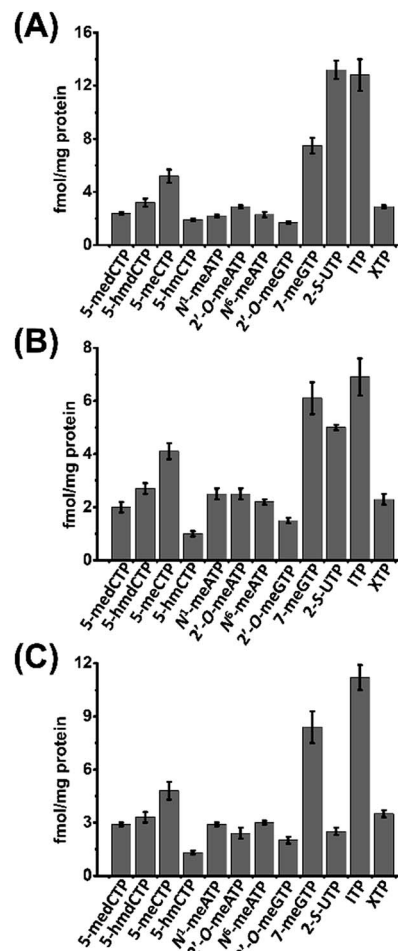 (A)
fmol/mg protein
16
12
8
4
0
5-medCTP
5-hmdCTP
5-meCTP
5-hmCTP
N¹-meATP
2'-O-meATP
N⁶-meATP
2'-O-meGTP
7-meGTP
2-S-UTP
ITP
XTP
(B)
fmol/mg protein
8
6
4
2
0
5-medCTP
5-hmdCTP
5-meCTP
5-hmCTP
N¹-meATP
2'-O-meATP
N⁶-meATP
2'-O-meGTP
7-meGTP
2-S-UTP
ITP
XTP
(C)
fmol/mg protein
12
9
6
3
0
5-medCTP
5-hmdCTP
5-meCTP
5-hmCTP
N¹-meATP
2'-O-meATP
N⁶-meATP
'-O-meGTP
7-meGTP
2-S-UTP
ITP
XTP